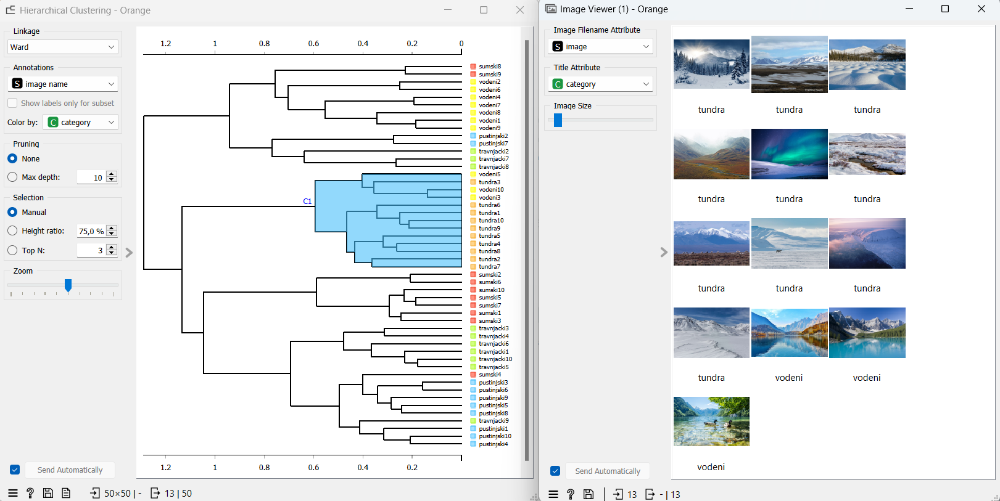 Hierarchical Clustering - Orange
Linkage
Ward
Annotations
S image name
Show labels only for subset
Color by: C category
Pruning
None
Max depth: 10
Selection
Manual
Height ratio: 75,0 %
Top N: 3
Zoom
Send Automatically
50×50 | - 13 | 50
1.2 1 0.8 0.6 0.4 0.2 0
sumski8
sumski9
vodeni2
vodeni6
vodeni4
vodeni7
vodeni8
vodeni1
vodeni9
pustinjski2
pustinjski7
travnjacki2
travnjacki7
travnjacki8
vodeni5
tundra3
vodeni10
vodeni3
C1
tundra6
tundra1
tundra10
tundra9
tundra5
tundra4
tundra8
tundra2
tundra7
sumski2
sumski6
sumski10
sumski5
sumski7
sumski1
sumski3
travnjacki3
travnjacki4
travnjacki6
travnjacki1
travnjacki10
travnjacki5
sumski4
pustinjski3
pustinjski6
pustinjski9
pustinjski5
pustinjski8
travnjacki9
pustinjski1
pustinjski10
pustinjski4
1.2 1 0.8 0.6 0.4 0.2
Image Viewer (1) - Orange
Image Filename Attribute
S image
Title Attribute
C category
Image Size
Send Automatically
13 - | 13
tundra tundra tundra
tundra tundra tundra
tundra tundra tundra
tundra vodeni vodeni
vodeni